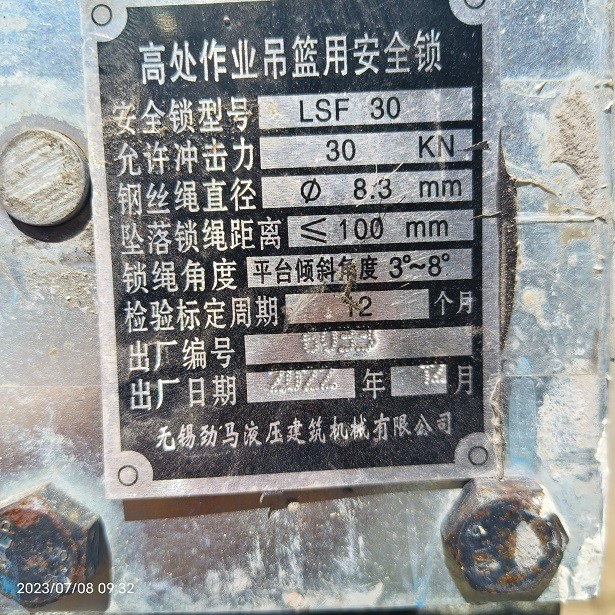 高处作业吊篮用安全锁
安全锁型号 LSF 30
允许冲击力 30 KN
钢丝绳直径 Ø 8.3 mm
坠落锁绳距离 ≤100 mm
锁绳角度 平台倾斜角度 3°~8°
检验标定周期 12 个月
出厂编号
出厂日期 2022 年 12 月
无锡劲马液压建筑机械有限公司
2023/07/08 09:32